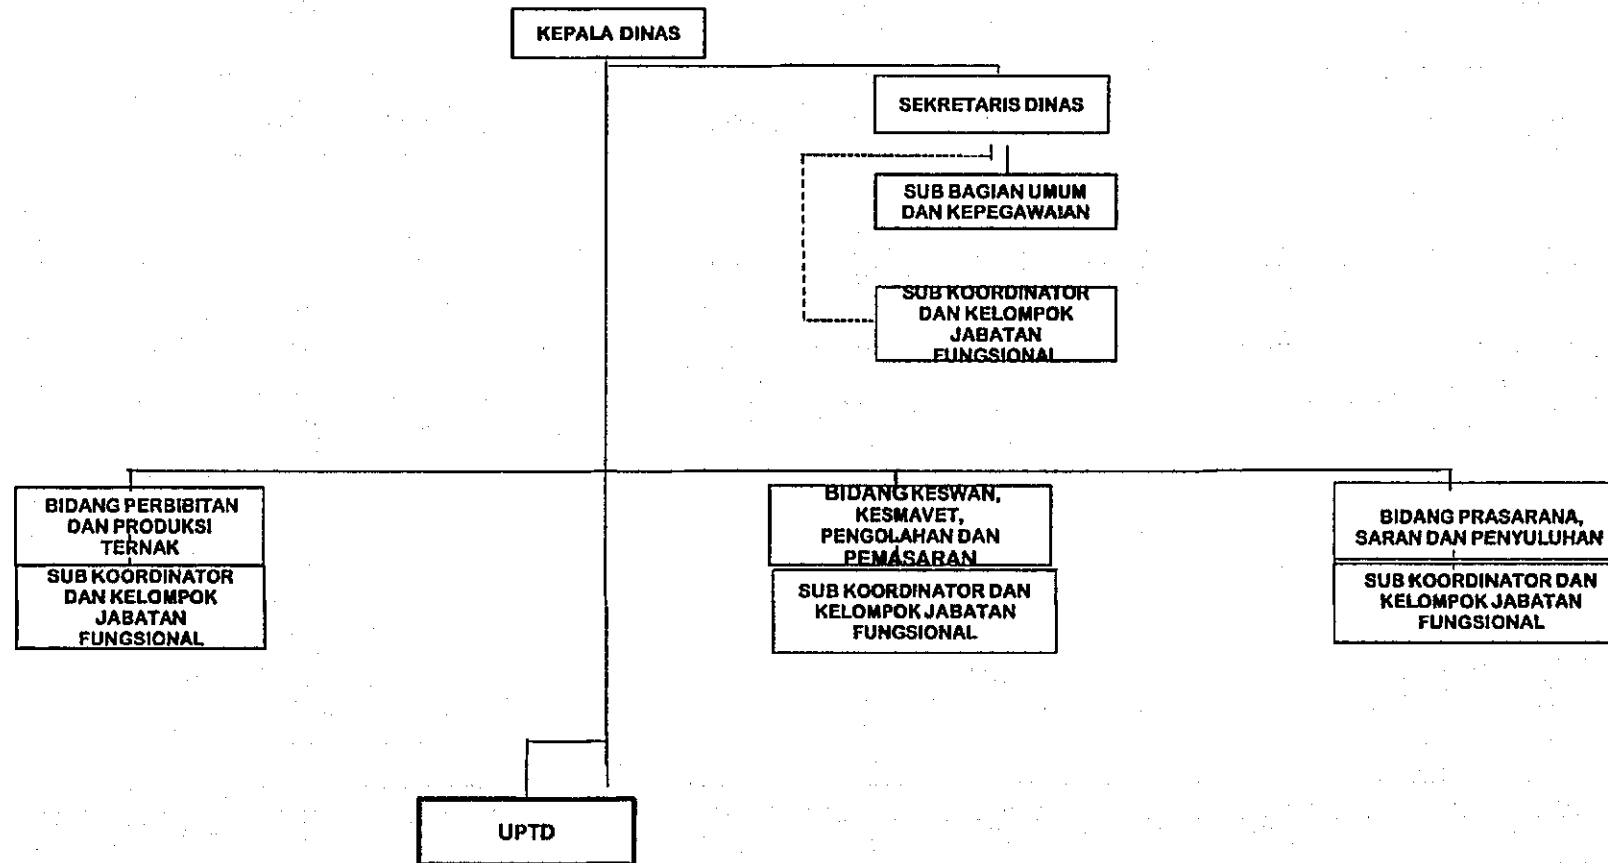 KEPALA DINAS
SEKRETARIS DINAS
SUB BAGIAN UMUM
DAN KEPEGAWAIAN
SUB KOORDINATOR
DAN KELOMPOK
JABATAN
FUNGSIONAL
BIDANG PERBIBITAN
DAN PRODUKSI
TERNAK
SUB KOORDINATOR
DAN KELOMPOK
JABATAN
FUNGSIONAL
BIDANG KESWAN,
KESMAVET,
PENGOLAHAN DAN
PEMASARAN
SUB KOORDINATOR DAN
KELOMPOK JABATAN
FUNGSIONAL
BIDANG PRASARANA,
SARAN DAN PENYULUHAN
SUB KOORDINATOR DAN
KELOMPOK JABATAN
FUNGSIONAL
UPTD